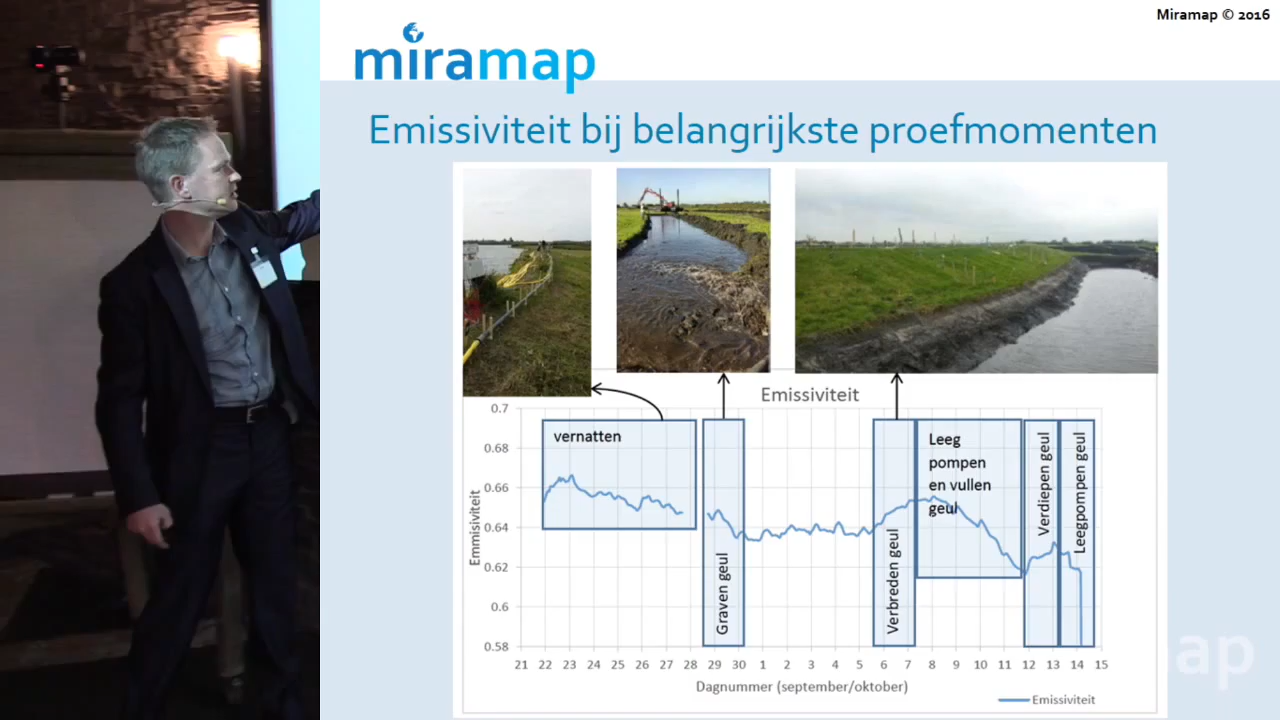 Miramap © 2016
miramap
Emissiviteit bij belangrijkste proefmomenten
Emissiviteit
0.7
0.68
0.66
0.64
0.62
0.6
0.58
Emmisiviteit
vernatten
Graven geul
Verbreden geul
Leeg
pompen
en vullen
geul
Verdiepen geul
Leegpompen geul
21 22 23 24 25 26 27 28 29 30 1 2 3 4 5 6 7 8 9 10 11 12 13 14 15
Dagnummer (september/oktober)
Emissiviteit
ap